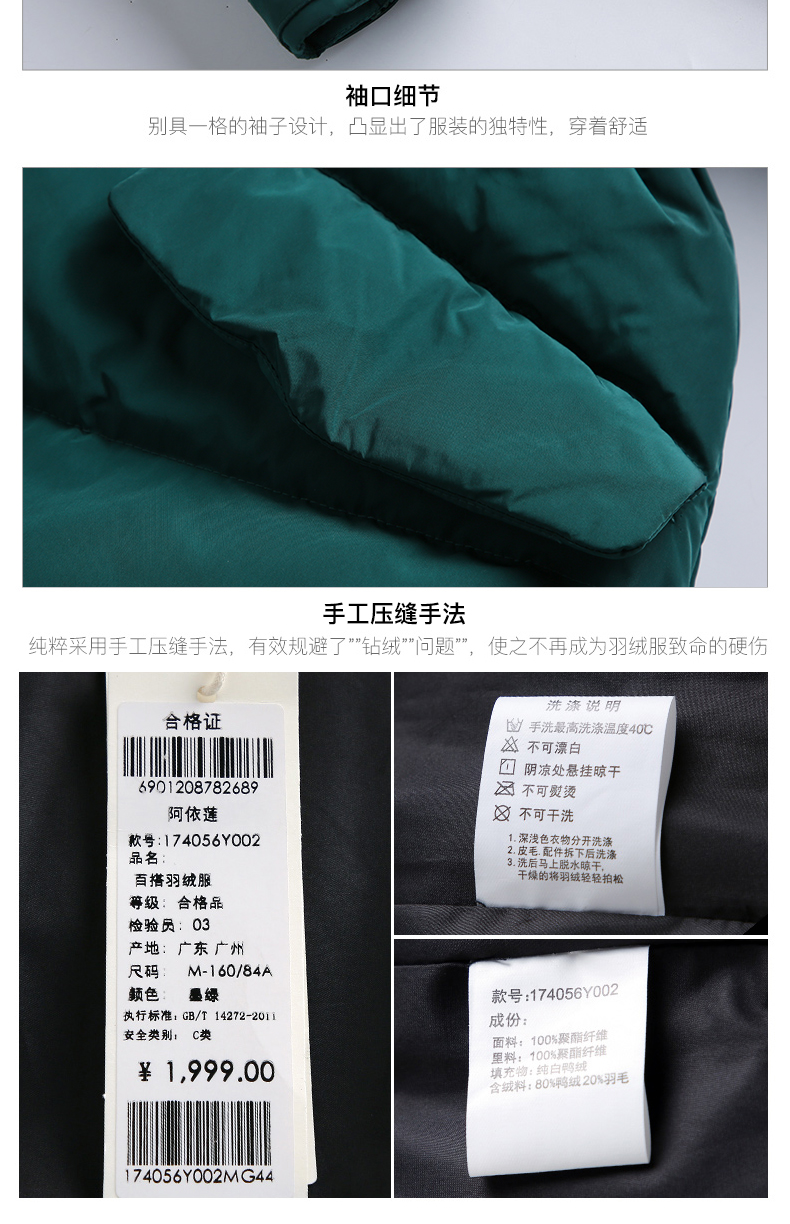 袖口细节
别具一格的袖子设计，凸显出了服装的独特性，穿着舒适
手工压缝手法
纯粹采用手工压缝手法，有效规避了””钻绒””问题””，使之不再成为羽绒服致命的硬伤
合格证
6901208782689
阿依莲
款号:174056Y002
品名:
百搭羽绒服
等级: 合格品
检验员: 03
产地: 广东 广州
尺码: M-160/84A
颜色: 墨绿
执行标准: GB/T 14272-2011
安全类别: C类
¥ 1,999.00
174056Y002MG44
洗涤说明
手洗最高洗涤温度40℃
不可漂白
阴凉处悬挂晾干
不可熨烫
不可干洗
1.深浅色衣物分开洗涤
2.皮毛.配件拆下后洗涤
3.洗后马上脱水晾干,
干燥的将羽绒轻轻拍松
款号:174056Y002
成份:
面料: 100%聚酯纤维
里料: 100%聚酯纤维
填充物: 纯白鸭绒
含绒料: 80%鸭绒20%羽毛